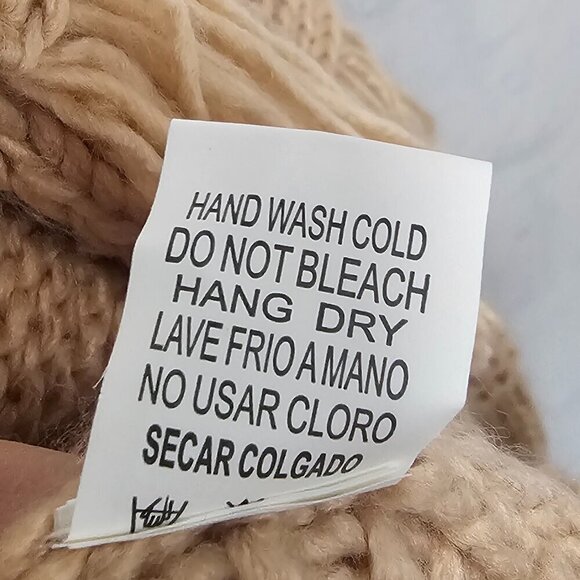 HAND WASH COLD
DO NOT BLEACH
HANG DRY
LAVE FRIO A MANO
NO USAR CLORO
SECAR COLGADO